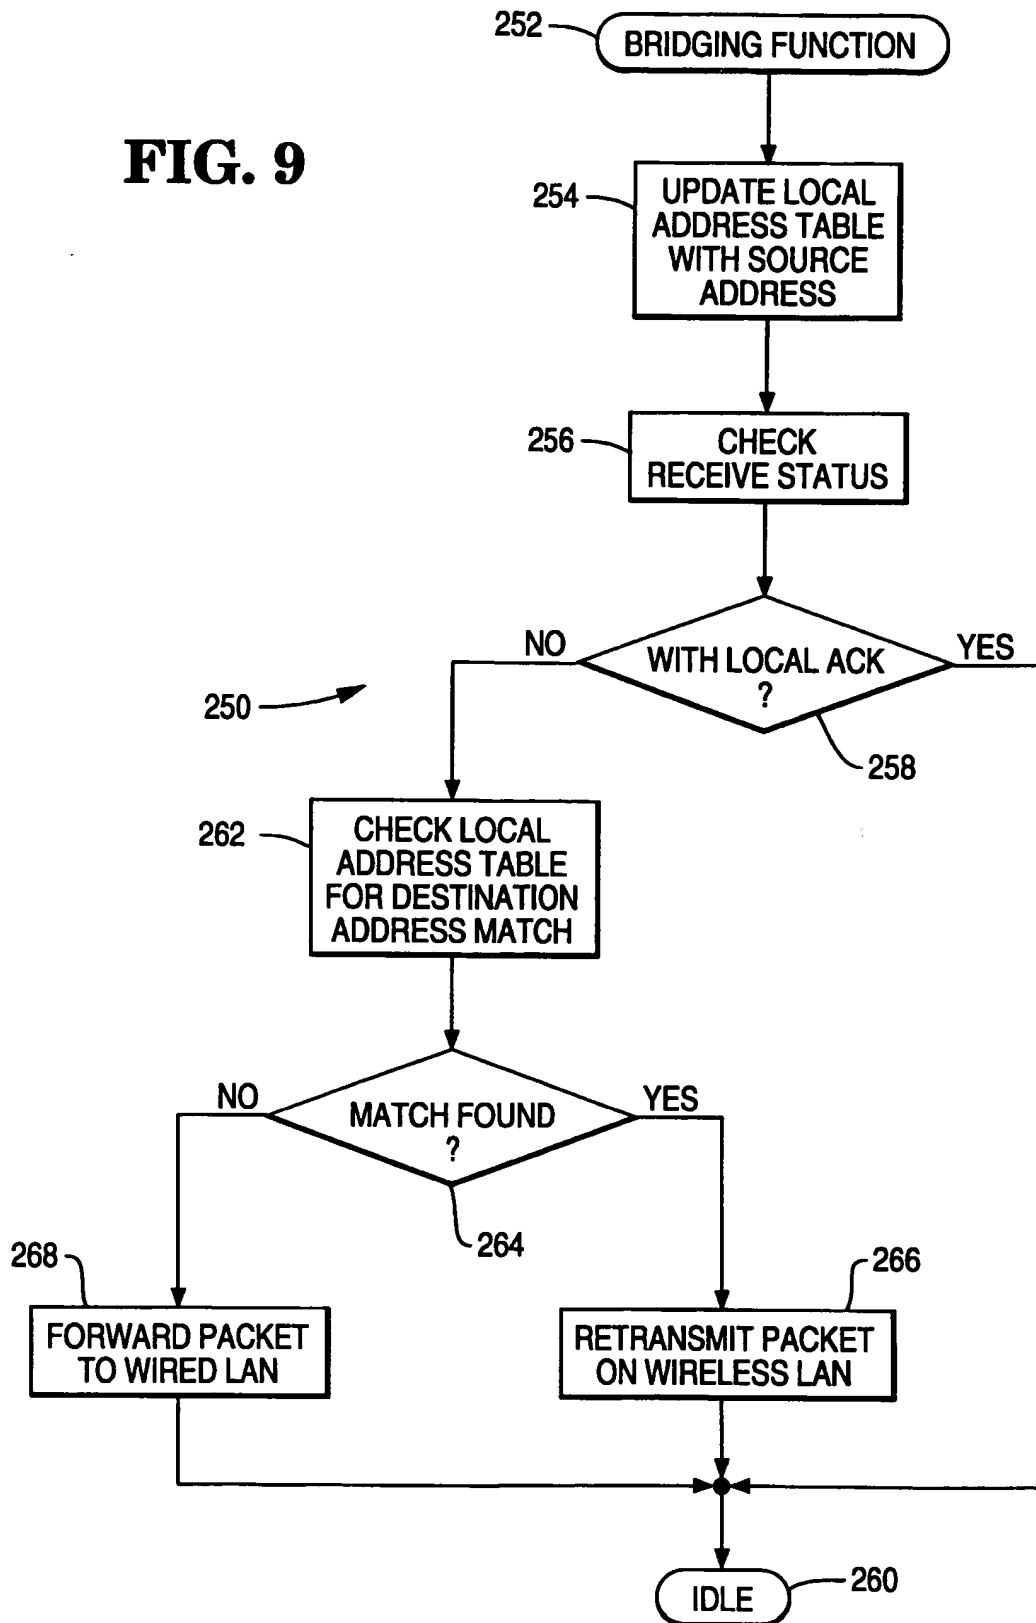 252
BRIDGING FUNCTION
FIG. 9
254
UPDATE LOCAL
ADDRESS TABLE
WITH SOURCE
ADDRESS
256
CHECK
RECEIVE STATUS
NO
WITH LOCAL ACK
?
YES
250
258
262
CHECK LOCAL
ADDRESS TABLE
FOR DESTINATION
ADDRESS MATCH
NO
MATCH FOUND
?
YES
264
268
266
FORWARD PACKET
TO WIRED LAN
RETRANSMIT PACKET
ON WIRELESS LAN
IDLE
260